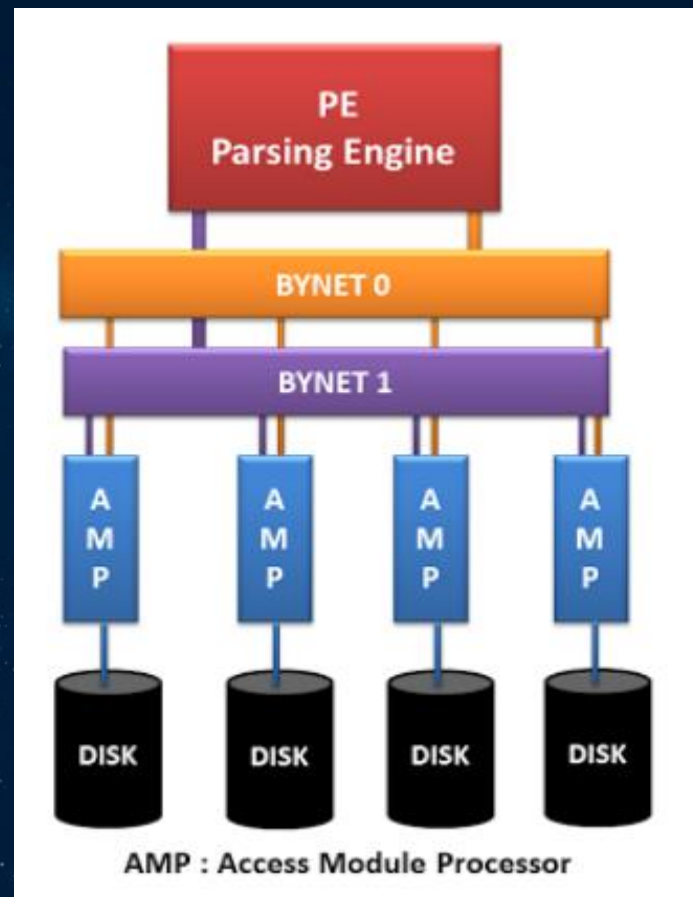 PE
Parsing Engine
BYNET 0
BYNET 1
A
M
P
A
M
P
A
M
P
A
M
P
DISK
DISK
DISK
DISK
AMP : Access Module Processor